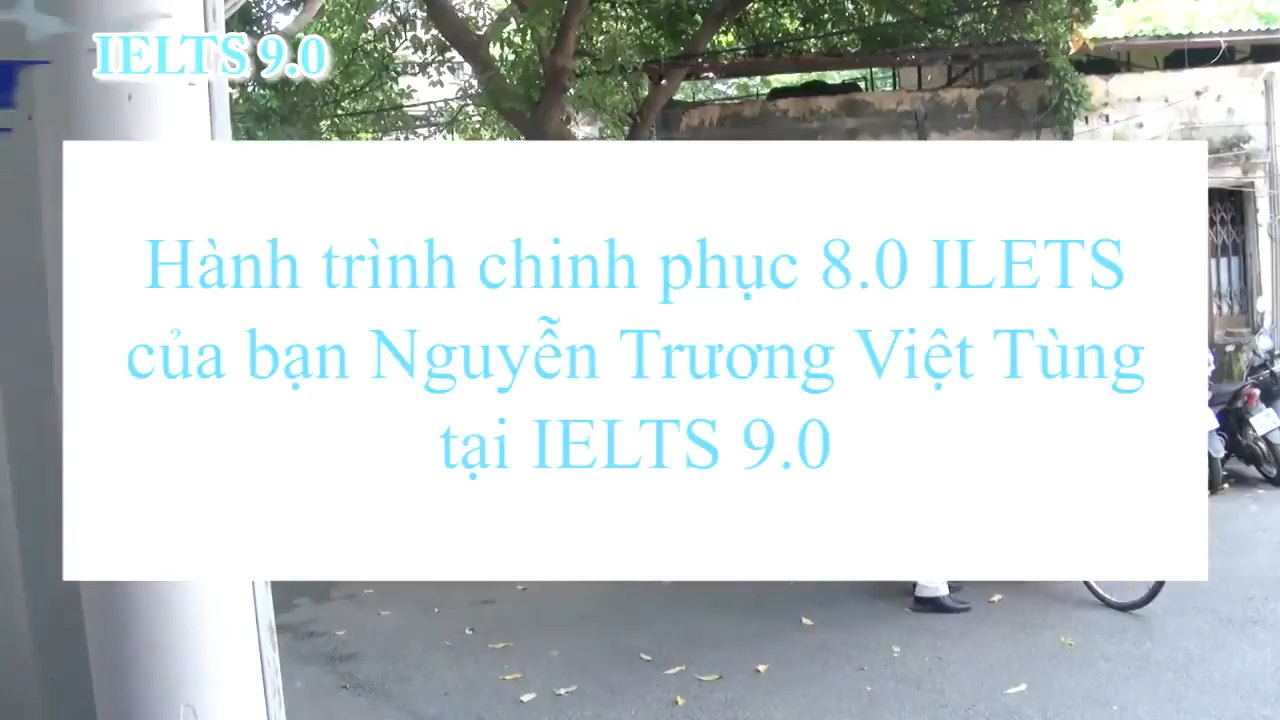 IELTS 9.0
Hành trình chinh phục 8.0 ILETS
của bạn Nguyễn Trương Việt Tùng
tại IELTS 9.0